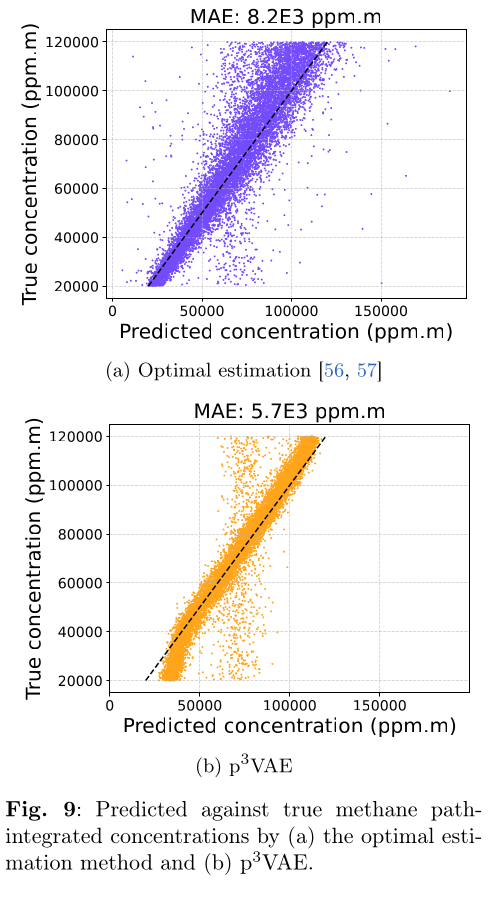 MAE: 8.2E3 ppm.m
True concentration (ppm.m)
120000
100000
80000
60000
40000
20000
0 50000 100000 150000
Predicted concentration (ppm.m)
(a) Optimal estimation [56, 57]
MAE: 5.7E3 ppm.m
True concentration (ppm.m)
120000
100000
80000
60000
40000
20000
0 50000 100000 150000
Predicted concentration (ppm.m)
(b) p³VAE
Fig. 9: Predicted against true methane path-
integrated concentrations by (a) the optimal esti-
mation method and (b) p³VAE.